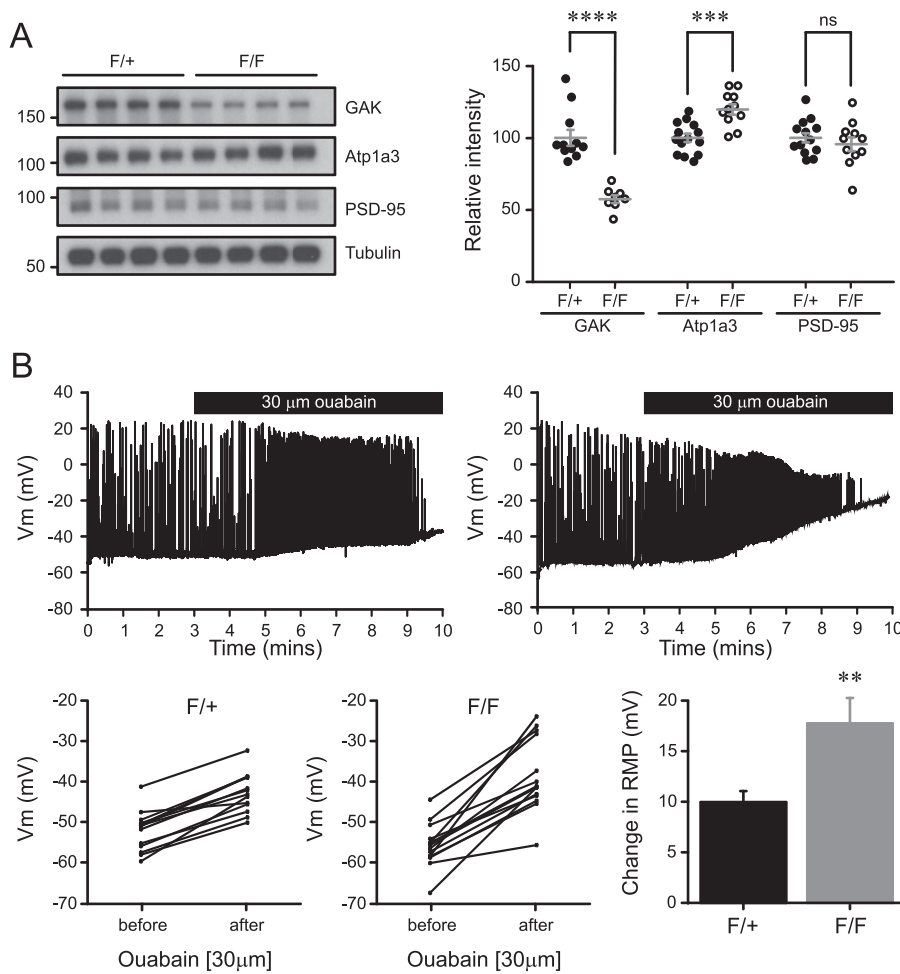 A
F/+ F/F
150
GAK
100
Atp1a3
100
PSD-95
50
Tubulin
**** *** ns
Relative intensity
150
100
50
0
F/+ F/F F/+ F/F F/+ F/F
GAK Atp1a3 PSD-95
B
30 μm ouabain
Vm (mV)
40
20
0
-20
-40
-60
-80
0 1 2 3 4 5 6 7 8 9 10
Time (mins)
30 μm ouabain
Vm (mV)
40
20
0
-20
-40
-60
-80
0 1 2 3 4 5 6 7 8 9 10
Time (mins)
F/+
Vm (mV)
-20
-30
-40
-50
-60
-70
before after
Ouabain [30μm]
F/F
Vm (mV)
-20
-30
-40
-50
-60
-70
before after
Ouabain [30μm]
**
Change in RMP (mV)
20
15
10
5
0
F/+ F/F